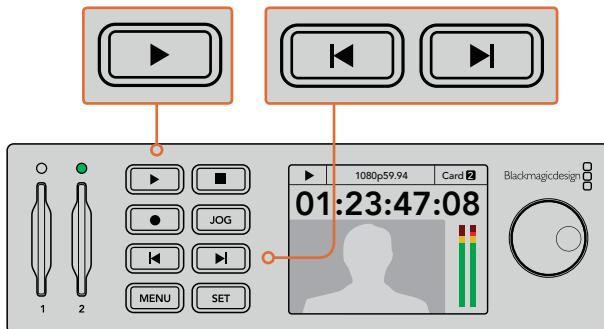 1080p59.94 Card 2
Blackmagicdesign
01:23:47:08
JOG
MENU SET
1 2